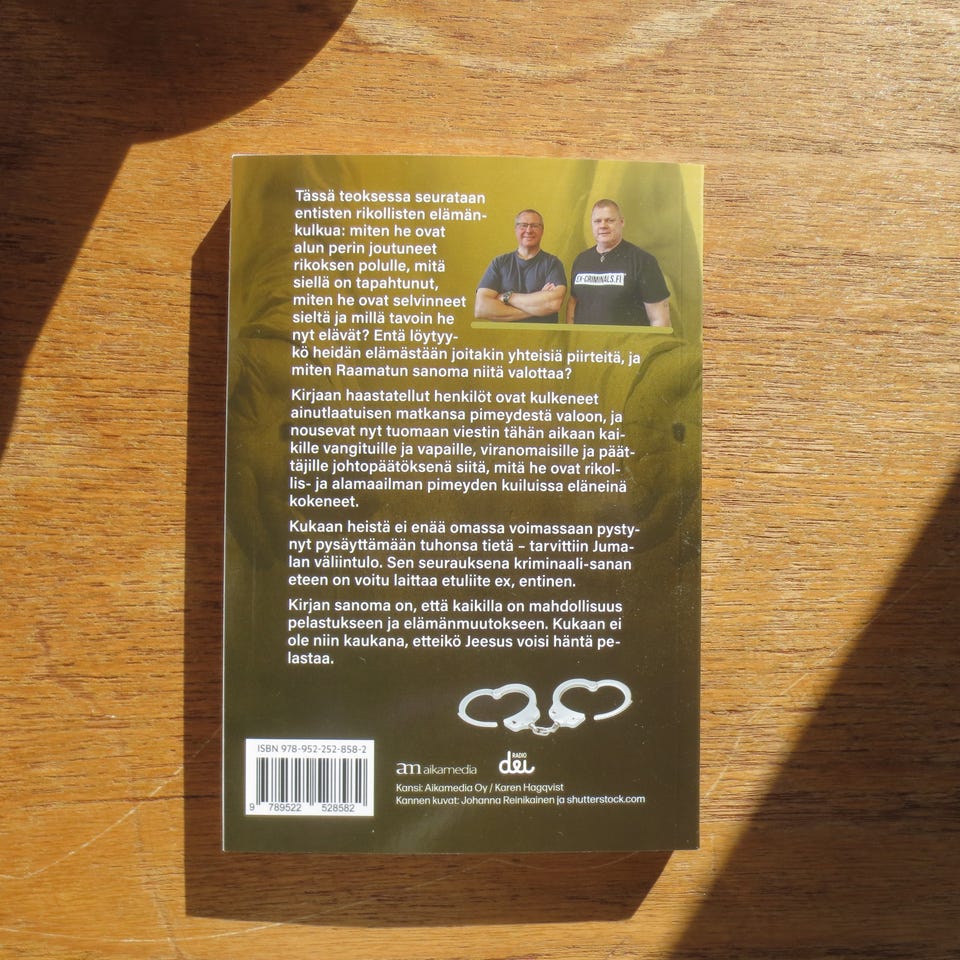 Tässä teoksessa seurataan
entisten rikollisten elämän-
kulkua: miten he ovat
alun perin joutuneet
rikoksen polulle, mitä
siellä on tapahtunut,
miten he ovat selvinneet
sieltä ja millä tavoin he
nyt elävät? Entä löytyy-
kö heidän elämästään joitakin yhteisiä piirteitä, ja
miten Raamatun sanoma niitä valottaa?
EX-CRIMINALS.FI
Kirjaan haastatellut henkilöt ovat kulkeneet
ainutlaatuisen matkansa pimeydestä valoon, ja
nousevat nyt tuomaan viestin tähän aikaan kai-
kille vangituille ja vapaille, viranomaisille ja päät-
täjille johtopäätöksenä siitä, mitä he ovat rikol-
lis- ja alamaailman pimeyden kuiluissa eläneinä
kokeneet.
Kukaan heistä ei enää omassa voimassaan pysty-
nyt pysäyttämään tuhonsa tietä – tarvittiin Juma-
lan väliintulo. Sen seurauksena kriminaali-sanan
eteen on voitu laittaa etuliite ex, entinen.
Kirjan sanoma on, että kaikilla on mahdollisuus
pelastukseen ja elämänmuutokseen. Kukaan ei
ole niin kaukana, etteikö Jeesus voisi häntä pe-
lastaa.
ISBN 978-952-252-858-2
9 789522 528582
am aikamedia
RADIO
dei
Kansi: Aikamedia Oy / Karen Hagqvist
Kannen kuvat: Johanna Reinikainen ja shutterstock.com